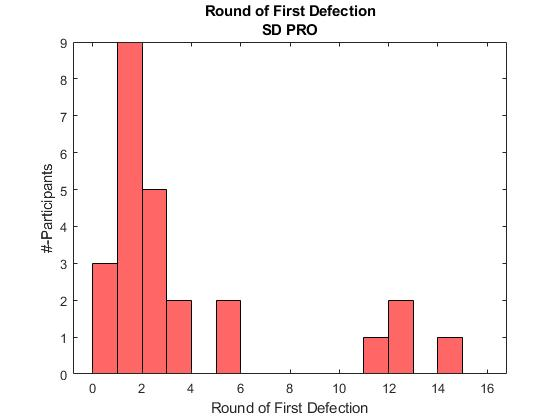 Round of First Defection
SD PRO
9
8
7
6
5
4
3
2
1
0
#-Participants
0 2 4 6 8 10 12 14 16
Round of First Defection